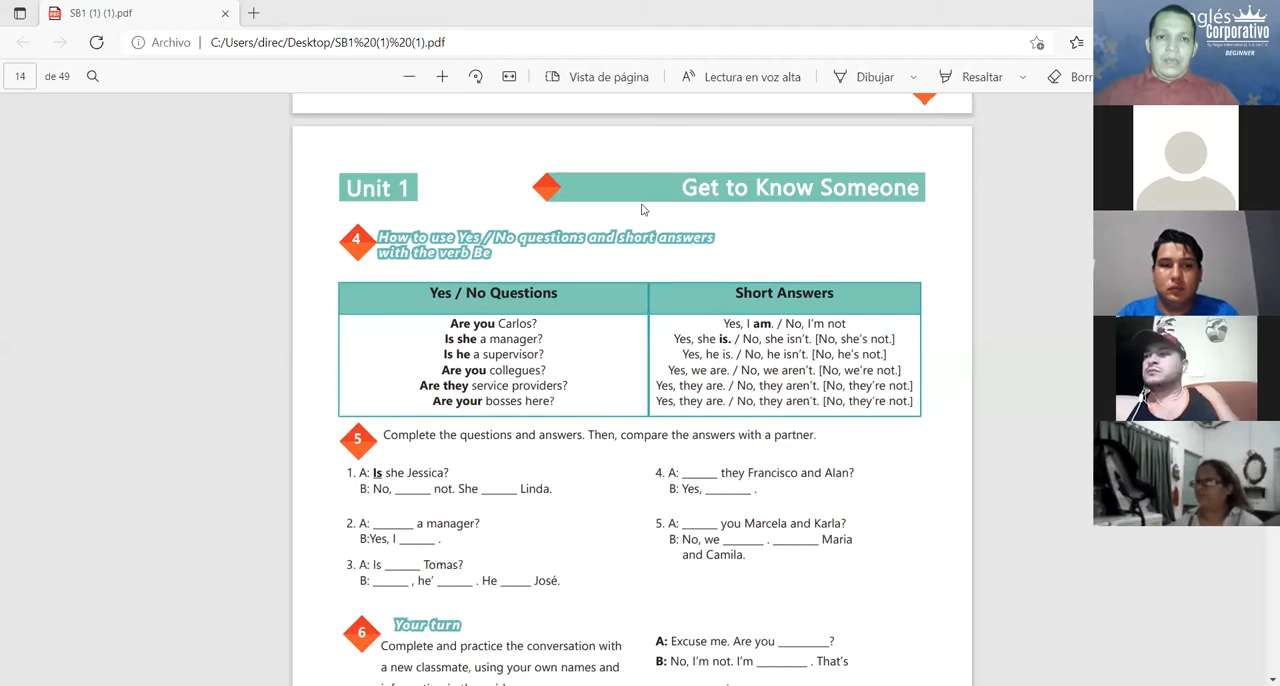 SB1 (1) (1).pdf
Archivo
C:/Users/direc/Desktop/SB1%20(1)%20(1).pdf
14
de 49
Vista de página
Lectura en voz alta
Dibujar
Resaltar
Borr
inglés
Corporativo
By Regal International, S.A. de C.V.
BEGINNER
Unit 1
Get to Know Someone
4
How to use Yes / No questions and short answers
with the verb Be
Yes / No Questions
Short Answers
Are you Carlos?
Yes, I am. / No, I'm not
Is she a manager?
Yes, she is. / No, she isn't. [No, she's not.]
Is he a supervisor?
Yes, he is. / No, he isn't. [No, he's not.]
Are you collegues?
Yes, we are. / No, we aren't. [No, we're not.]
Are they service providers?
Yes, they are. / No, they aren't. [No, they're not.]
Are your bosses here?
Yes, they are. / No, they aren't. [No, they're not.]
5
Complete the questions and answers. Then, compare the answers with a partner.
1. A: Is she Jessica?
B: No, ______ not. She ______ Linda.
2. A: _______ a manager?
B:Yes, I ______ .
3. A: Is ______ Tomas?
B: ______ , he' ______ . He _____ José.
4. A: ______ they Francisco and Alan?
B: Yes, ________ .
5. A: ______ you Marcela and Karla?
B: No, we _______ . ________ Maria
and Camila.
6
Your turn
Complete and practice the conversation with
a new classmate, using your own names and
A: Excuse me. Are you _________?
B: No, I'm not. I'm _________ . That's